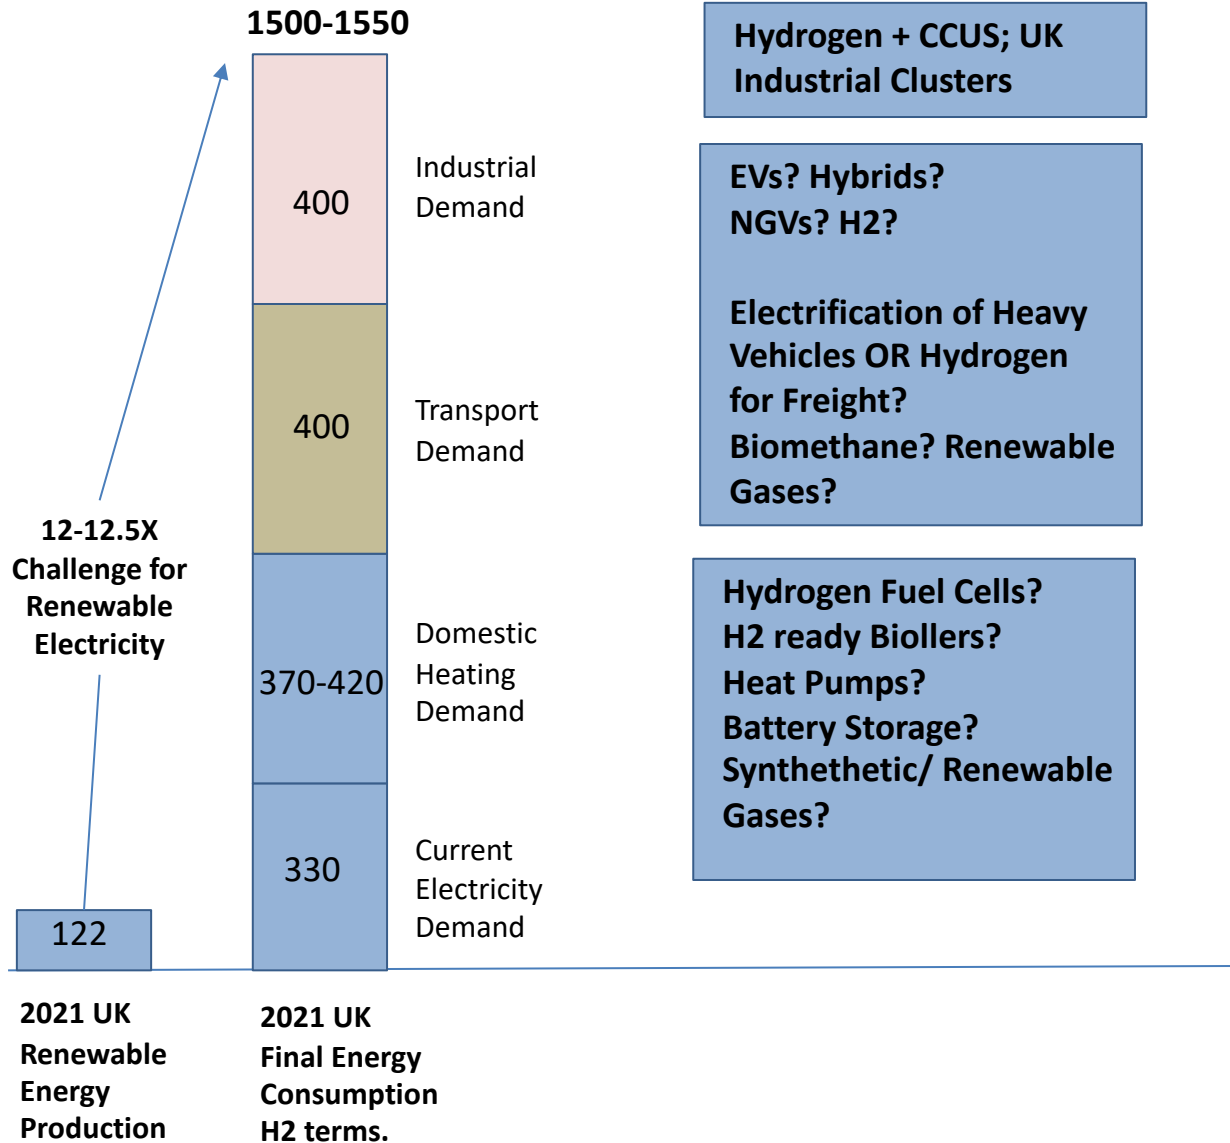 1500-1550
400
Industrial
Demand
400
Transport
Demand
12-12.5X
Challenge for
Renewable
Electricity
370-420
Domestic
Heating
Demand
330
Current
Electricity
Demand
122
2021 UK
Renewable
Energy
Production
2021 UK
Final Energy
Consumption
H2 terms.
Hydrogen + CCUS; UK
Industrial Clusters
EVs? Hybrids?
NGVs? H2?
Electrification of Heavy
Vehicles OR Hydrogen
for Freight?
Biomethane? Renewable
Gases?
Hydrogen Fuel Cells?
H2 ready Biollers?
Heat Pumps?
Battery Storage?
Synthethetic/ Renewable
Gases?